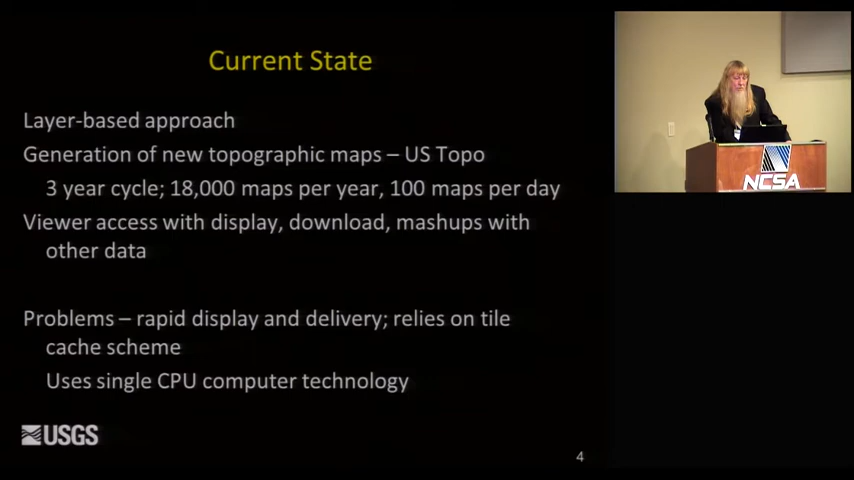 Current State
Layer-based approach
Generation of new topographic maps – US Topo
3 year cycle; 18,000 maps per year, 100 maps per day
Viewer access with display, download, mashups with
other data
Problems – rapid display and delivery; relies on tile
cache scheme
Uses single CPU computer technology
USGS
4
NCSA